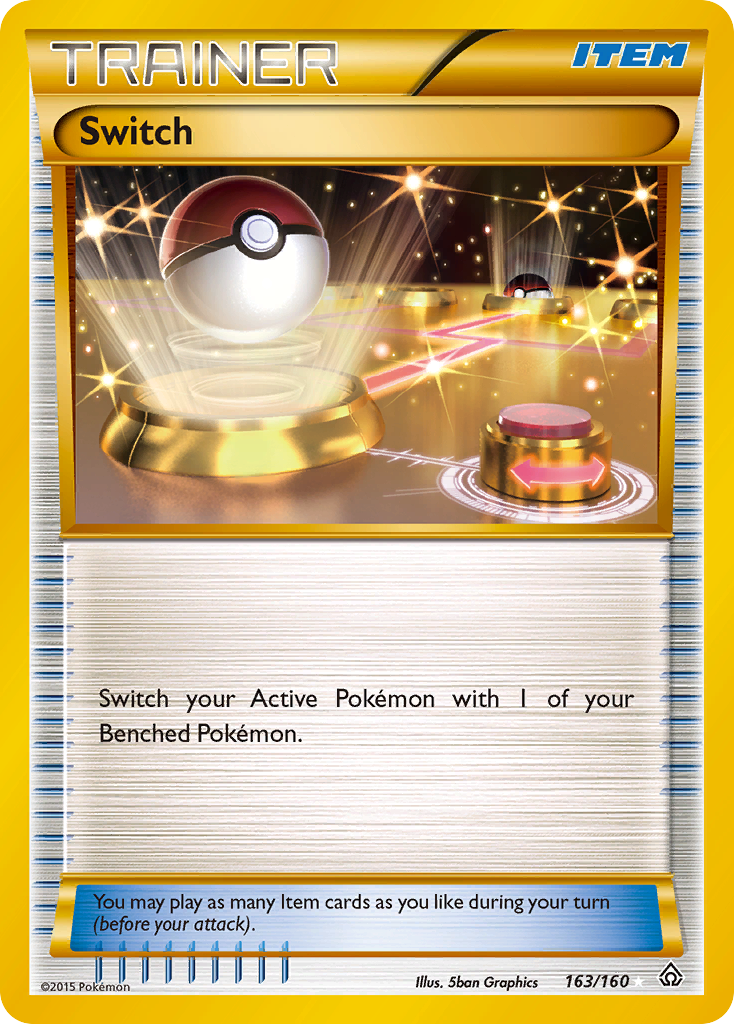 TRAINER
ITEM
Switch
Switch your Active Pokémon with 1 of your
Benched Pokémon.
You may play as many Item cards as you like during your turn
(before your attack).
©2015 Pokémon
Illus. 5ban Graphics
163/160